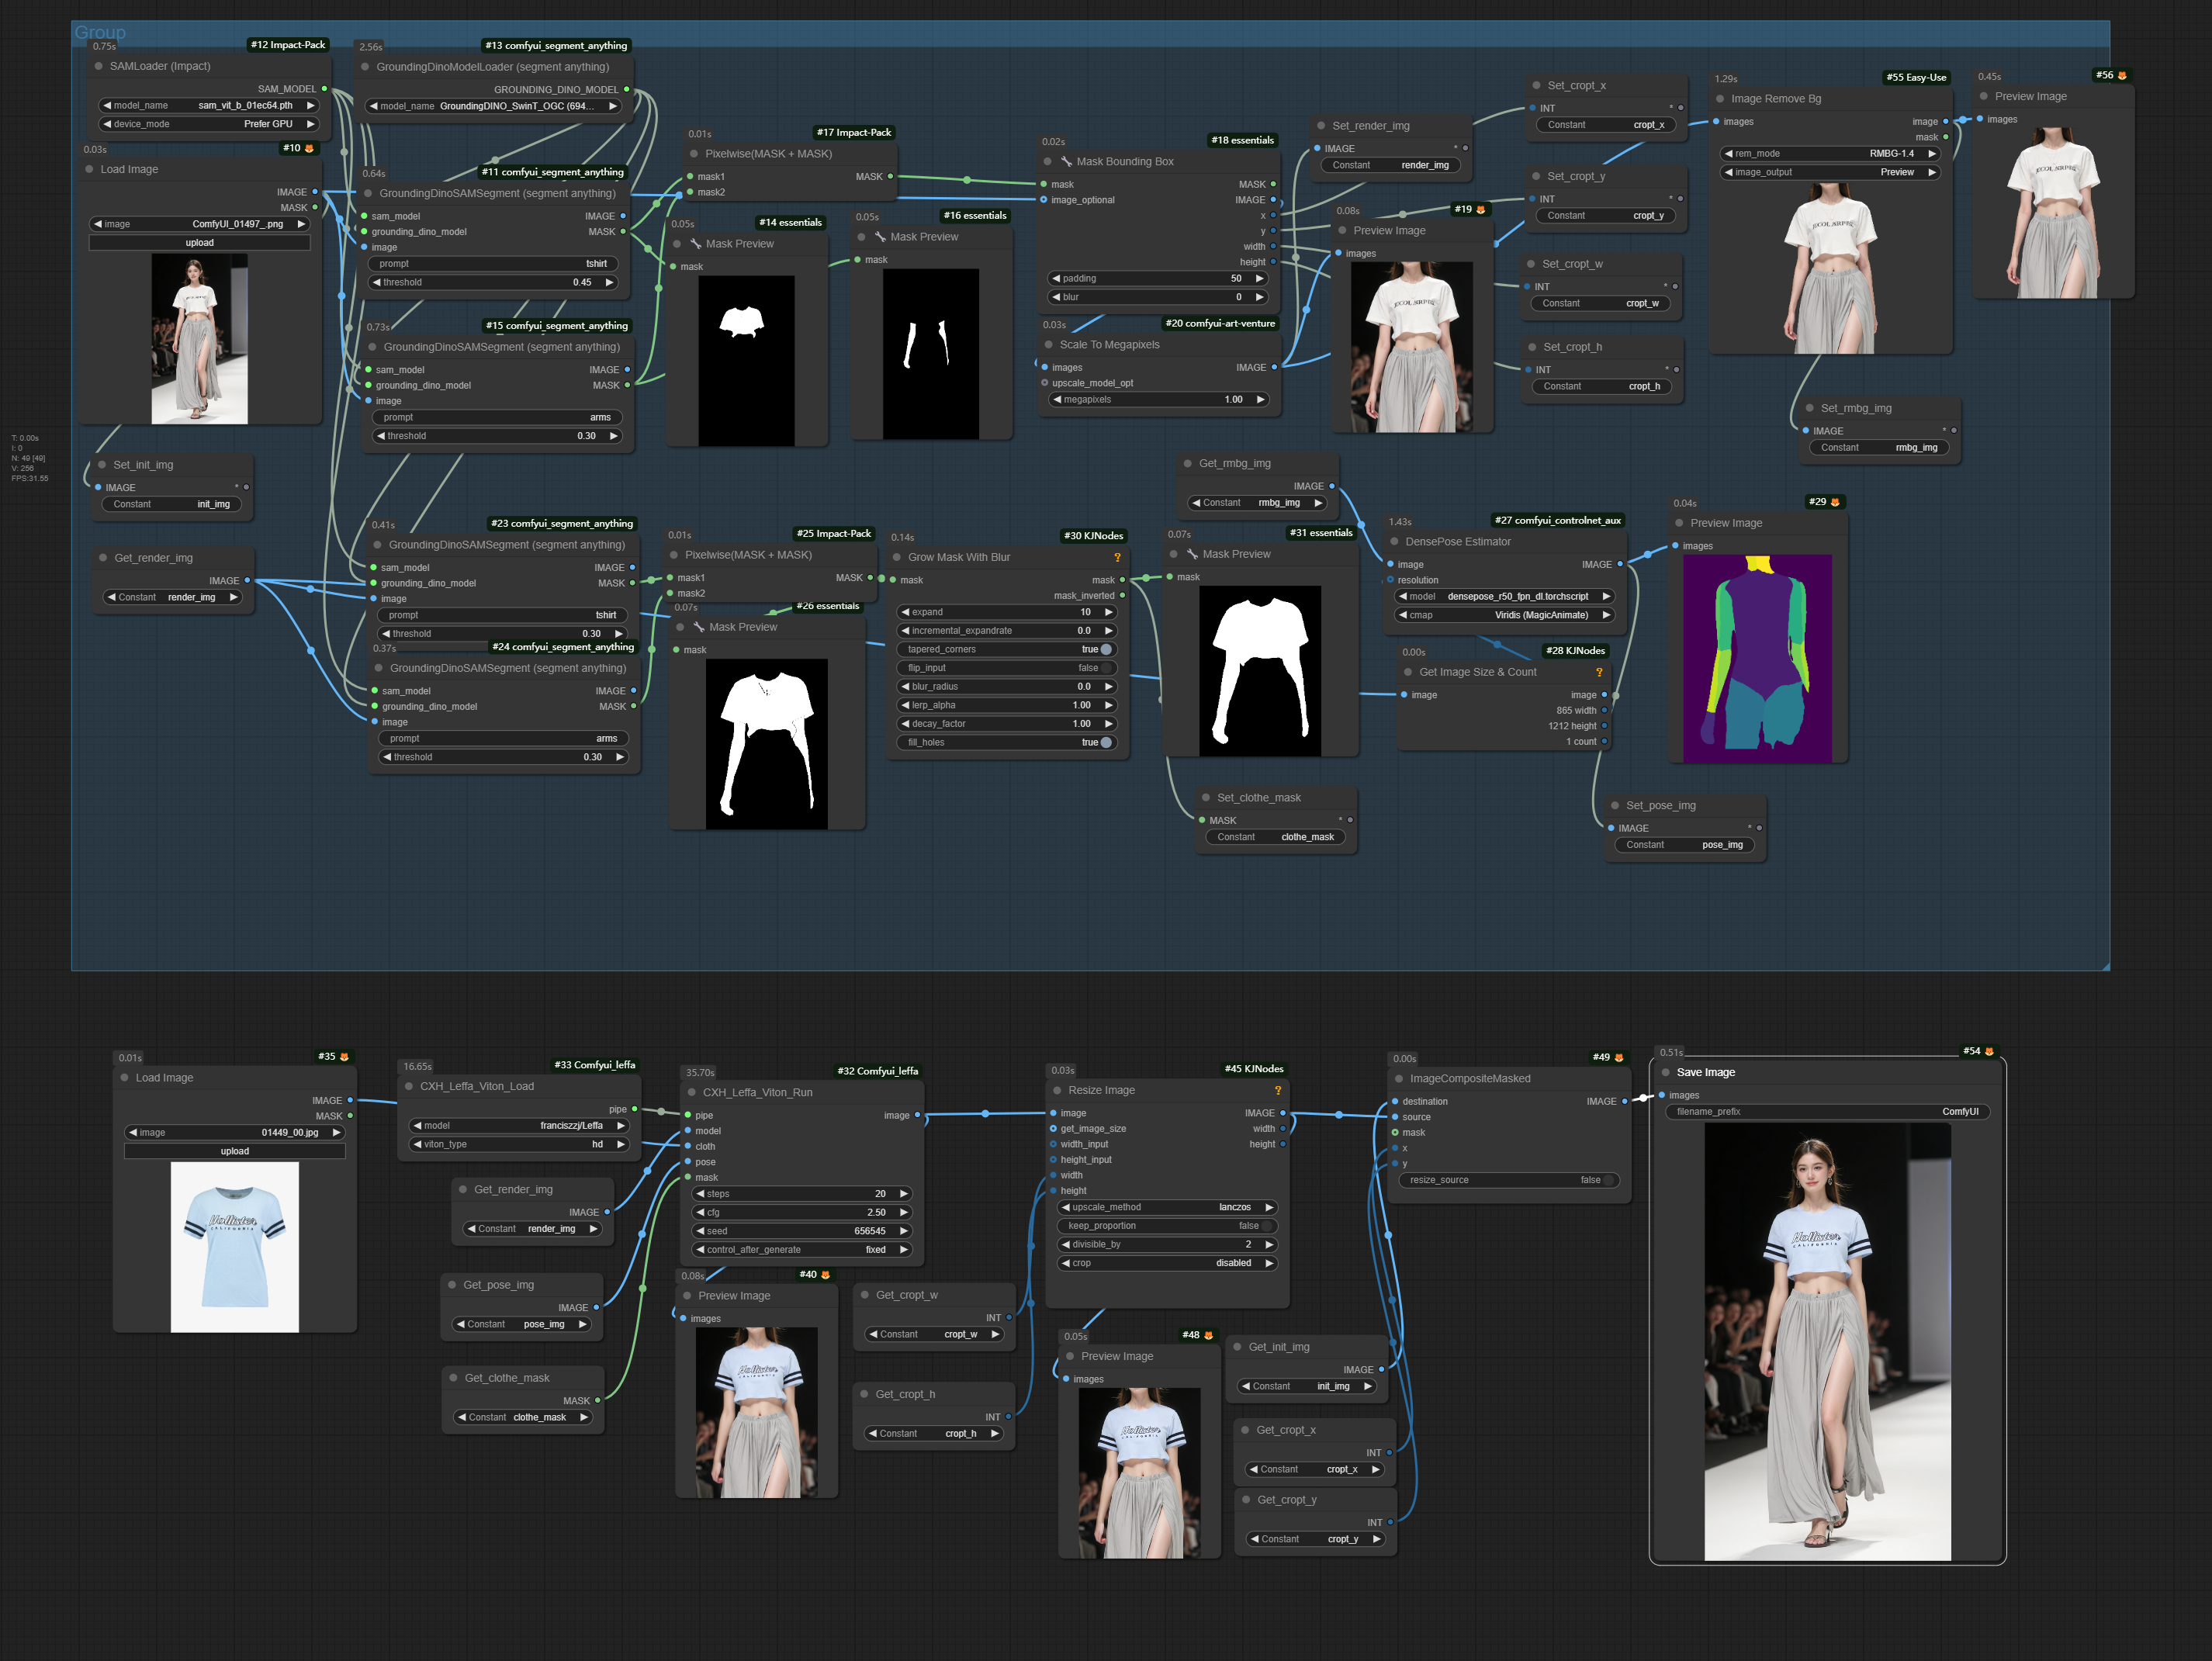 Group
0.75s
#12 Impact-Pack
SAMLoader (Impact)
SAM_MODEL
model_name sam_vit_b_01ec64.pth
device_mode Prefer GPU
2.56s
#13 comfyui_segment_anything
GroundingDinoModelLoader (segment anything)
GROUNDING_DINO_MODEL
model_name GroundingDINO_SwinT_OGC (694...
0.03s
#10
Load Image
IMAGE
MASK
image ComfyUI_01497_.png
upload
0.64s
#11 comfyui_segment_anything
GroundingDinoSAMSegment (segment anything)
sam_model IMAGE
grounding_dino_model MASK
image
prompt tshirt
threshold 0.45
0.73s
#15 comfyui_segment_anything
GroundingDinoSAMSegment (segment anything)
sam_model IMAGE
grounding_dino_model MASK
image
prompt arms
threshold 0.30
0.01s
#17 Impact-Pack
Pixelwise(MASK + MASK)
mask1 MASK
mask2
0.05s
#14 essentials
Mask Preview
mask
0.05s
#16 essentials
Mask Preview
mask
0.02s
#18 essentials
Mask Bounding Box
mask MASK
image_optional IMAGE
x
y
width
height
padding 50
blur 0
0.03s
#20 comfyui-art-venture
Scale To Megapixels
images IMAGE
upscale_model_opt
megapixels 1.00
Set_render_img
IMAGE *
Constant render_img
0.08s
#19
Preview Image
images
Set_cropt_x
INT *
Constant cropt_x
Set_cropt_y
INT *
Constant cropt_y
Set_cropt_w
INT *
Constant cropt_w
Set_cropt_h
INT *
Constant cropt_h
1.29s
#55 Easy-Use
Image Remove Bg
images image
mask
rem_mode RMBG-1.4
image_output Preview
0.45s
#56
Preview Image
images
Set_rmbg_img
IMAGE *
Constant rmbg_img
T: 0.00s
I: 0
N: 49 [49]
V: 256
FPS:31.55
Set_init_img
IMAGE *
Constant init_img
Get_render_img
IMAGE
Constant render_img
0.41s
#23 comfyui_segment_anything
GroundingDinoSAMSegment (segment anything)
sam_model IMAGE
grounding_dino_model MASK
image
prompt tshirt
threshold 0.30
0.37s
#24 comfyui_segment_anything
GroundingDinoSAMSegment (segment anything)
sam_model IMAGE
grounding_dino_model MASK
image
prompt arms
threshold 0.30
0.01s
#25 Impact-Pack
Pixelwise(MASK + MASK)
mask1 MASK
mask2
0.07s
#26 essentials
Mask Preview
mask
0.14s
#30 KJNodes
Grow Mask With Blur ?
mask mask
mask_inverted
expand 10
incremental_expandrate 0.0
tapered_corners true
flip_input false
blur_radius 0.0
lerp_alpha 1.00
decay_factor 1.00
fill_holes true
Get_rmbg_img
IMAGE
Constant rmbg_img
0.07s
#31 essentials
Mask Preview
mask
Set_clothe_mask
MASK *
Constant clothe_mask
1.43s
#27 comfyui_controlnet_aux
DensePose Estimator
image IMAGE
resolution
model densepose_r50_fpn_dl.torchscript
cmap Viridis (MagicAnimate)
0.00s
#28 KJNodes
Get Image Size & Count ?
image image
865 width
1212 height
1 count
0.04s
#29
Preview Image
images
Set_pose_img
IMAGE *
Constant pose_img
0.01s
#35
Load Image
IMAGE
MASK
image 01449_00.jpg
upload
Hollister
CALIFORNIA
16.65s
#33 Comfyui_leffa
CXH_Leffa_Viton_Load
pipe
model franciszzj/Leffa
viton_type hd
Get_render_img
IMAGE
Constant render_img
Get_pose_img
IMAGE
Constant pose_img
Get_clothe_mask
MASK
Constant clothe_mask
35.70s
#32 Comfyui_leffa
CXH_Leffa_Viton_Run
pipe image
model
cloth
pose
mask
steps 20
cfg 2.50
seed 656545
control_after_generate fixed
0.08s
#40
Preview Image
images
Hollister
CALIFORNIA
Get_cropt_w
INT
Constant cropt_w
Get_cropt_h
INT
Constant cropt_h
0.03s
#45 KJNodes
Resize Image ?
image IMAGE
get_image_size width
width_input height
height_input
width
height
upscale_method lanczos
keep_proportion false
divisible_by 2
crop disabled
0.05s
#48
Preview Image
images
Hollister
CALIFORNIA
Get_init_img
IMAGE
Constant init_img
Get_cropt_x
INT
Constant cropt_x
Get_cropt_y
INT
Constant cropt_y
0.00s
#49
ImageCompositeMasked
destination IMAGE
source
mask
x
y
resize_source false
0.51s
#54
Save Image
images
filename_prefix ComfyUI
Hollister
CALIFORNIA